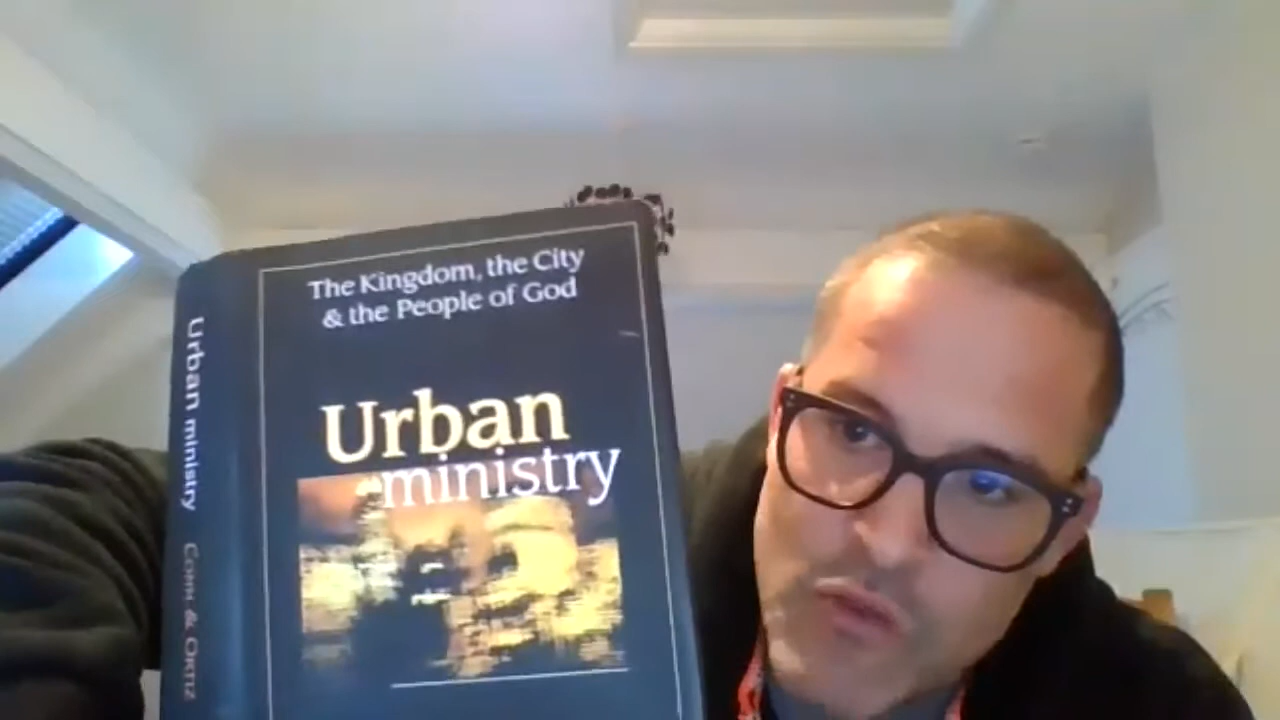 The Kingdom, the City
& the People of God
Urban
ministry
Urban ministry Conn & Ortiz